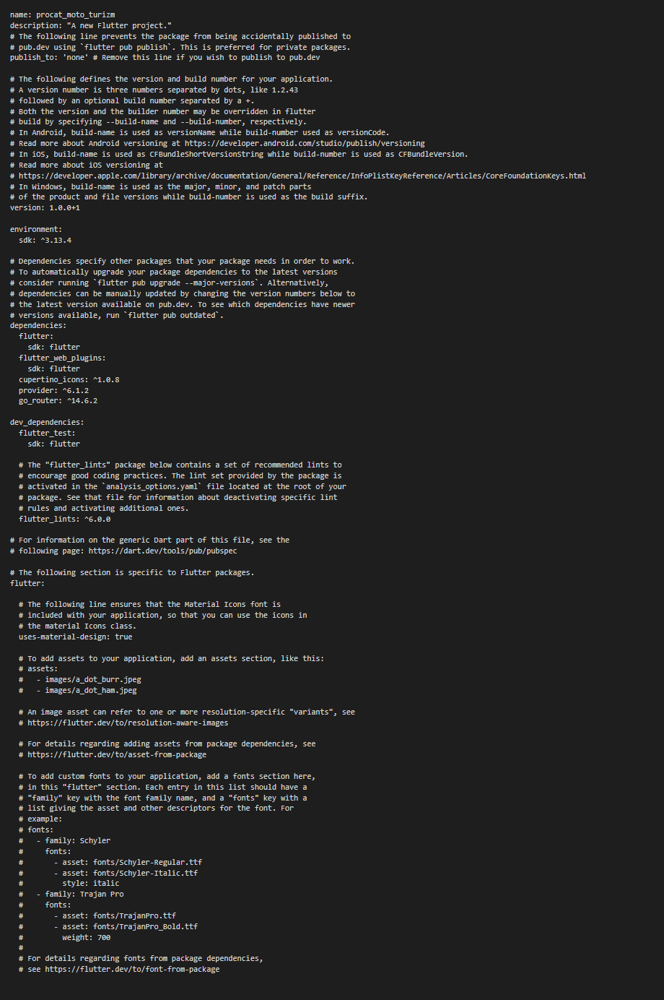 name: procat_moto_turizm
description: "A new Flutter project."
# The following line prevents the package from being accidentally published to
# pub.dev using `flutter pub publish`. This is preferred for private packages.
publish_to: 'none' # Remove this line if you wish to publish to pub.dev

# The following defines the version and build number for your application.
# A version number is three numbers separated by dots, like 1.2.43
# followed by an optional build number separated by a +.
# Both the version and the builder number may be overridden in flutter
# build by specifying --build-name and --build-number, respectively.
# In Android, build-name is used as versionName while build-number used as versionCode.
# Read more about Android versioning at https://developer.android.com/studio/publish/versioning
# In iOS, build-name is used as CFBundleShortVersionString while build-number is used as CFBundleVersion.
# Read more about iOS versioning at
# https://developer.apple.com/library/archive/documentation/General/Reference/InfoPlistKeyReference/Articles/CoreFoundationKeys.html
# In Windows, build-name is used as the major, minor, and patch parts
# of the product and file versions while build-number is used as the build suffix.
version: 1.0.0+1

environment:
  sdk: ^3.13.4

# Dependencies specify other packages that your package needs in order to work.
# To automatically upgrade your package dependencies to the latest versions
# consider running `flutter pub upgrade --major-versions`. Alternatively,
# dependencies can be manually updated by changing the version numbers below to
# the latest version available on pub.dev. To see which dependencies have newer
# versions available, run `flutter pub outdated`.
dependencies:
  flutter:
    sdk: flutter
  flutter_web_plugins:
    sdk: flutter
  cupertino_icons: ^1.0.8
  provider: ^6.1.2
  go_router: ^14.6.2

dev_dependencies:
  flutter_test:
    sdk: flutter

  # The "flutter_lints" package below contains a set of recommended lints to
  # encourage good coding practices. The lint set provided by the package is
  # activated in the `analysis_options.yaml` file located at the root of your
  # package. See that file for information about deactivating specific lint
  # rules and activating additional ones.
  flutter_lints: ^6.0.0

# For information on the generic Dart part of this file, see the
# following page: https://dart.dev/tools/pub/pubspec

# The following section is specific to Flutter packages.
flutter:

  # The following line ensures that the Material Icons font is
  # included with your application, so that you can use the icons in
  # the material Icons class.
  uses-material-design: true

  # To add assets to your application, add an assets section, like this:
  # assets:
  #   - images/a_dot_burr.jpeg
  #   - images/a_dot_ham.jpeg

  # An image asset can refer to one or more resolution-specific "variants", see
  # https://flutter.dev/to/resolution-aware-images

  # For details regarding adding assets from package dependencies, see
  # https://flutter.dev/to/asset-from-package

  # To add custom fonts to your application, add a fonts section here,
  # in this "flutter" section. Each entry in this list should have a
  # "family" key with the font family name, and a "fonts" key with a
  # list giving the asset and other descriptors for the font. For
  # example:
  # fonts:
  #   - family: Schyler
  #     fonts:
  #       - asset: fonts/Schyler-Regular.ttf
  #       - asset: fonts/Schyler-Italic.ttf
  #         style: italic
  #   - family: Trajan Pro
  #     fonts:
  #       - asset: fonts/TrajanPro.ttf
  #       - asset: fonts/TrajanPro_Bold.ttf
  #         weight: 700
  #
  # For details regarding fonts from package dependencies,
  # see https://flutter.dev/to/font-from-package